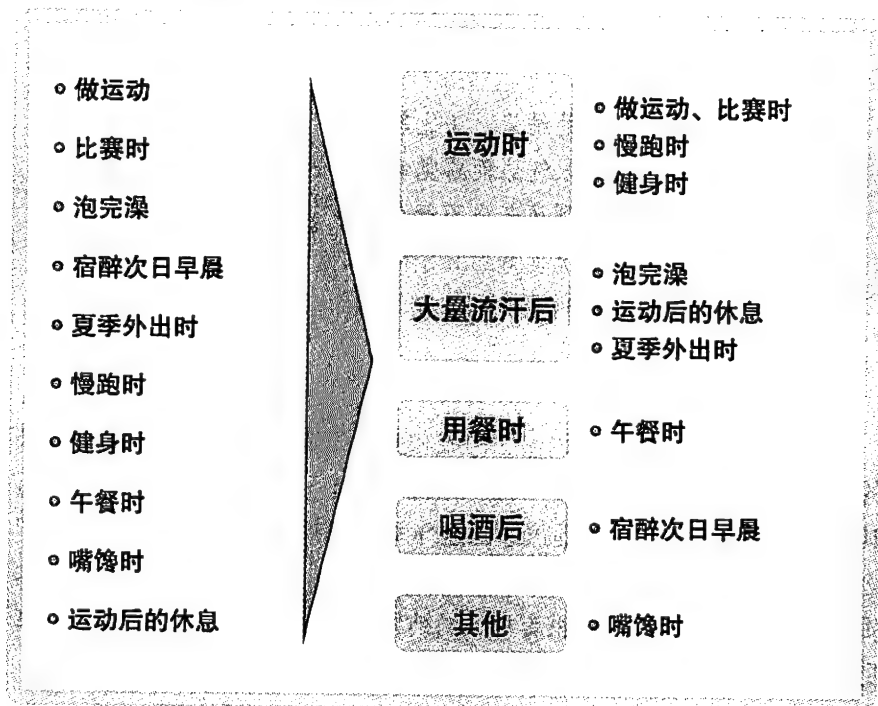 做运动
比赛时
泡完澡
宿醉次日早晨
夏季外出时
慢跑时
健身时
午餐时
嘴馋时
运动后的休息
运动时
做运动、比赛时
慢跑时
健身时
大量流汗后
泡完澡
运动后的休息
夏季外出时
用餐时
午餐时
喝酒后
宿醉次日早晨
其他
嘴馋时